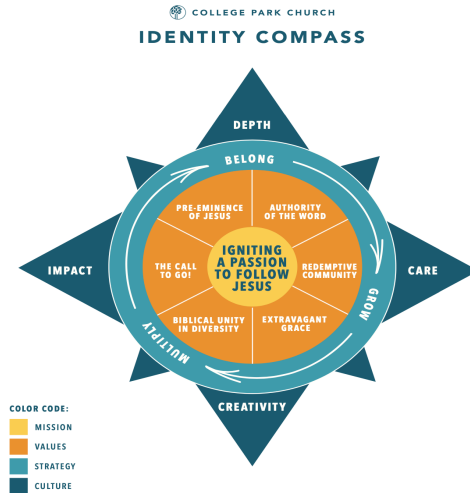 COLLEGE PARK CHURCH
IDENTITY COMPASS
DEPTH
BELONG
PRE-EMINENCE
OF JESUS
AUTHORITY
OF THE WORD
IGNITING
A PASSION
TO FOLLOW
JESUS
IMPACT
THE CALL
TO GO!
REDEMPTIVE
COMMUNITY
CARE
GROW
BIBLICAL UNITY
IN DIVERSITY
EXTRAVAGANT
GRACE
MULTIPLY
CREATIVITY
COLOR CODE:
MISSION
VALUES
STRATEGY
CULTURE